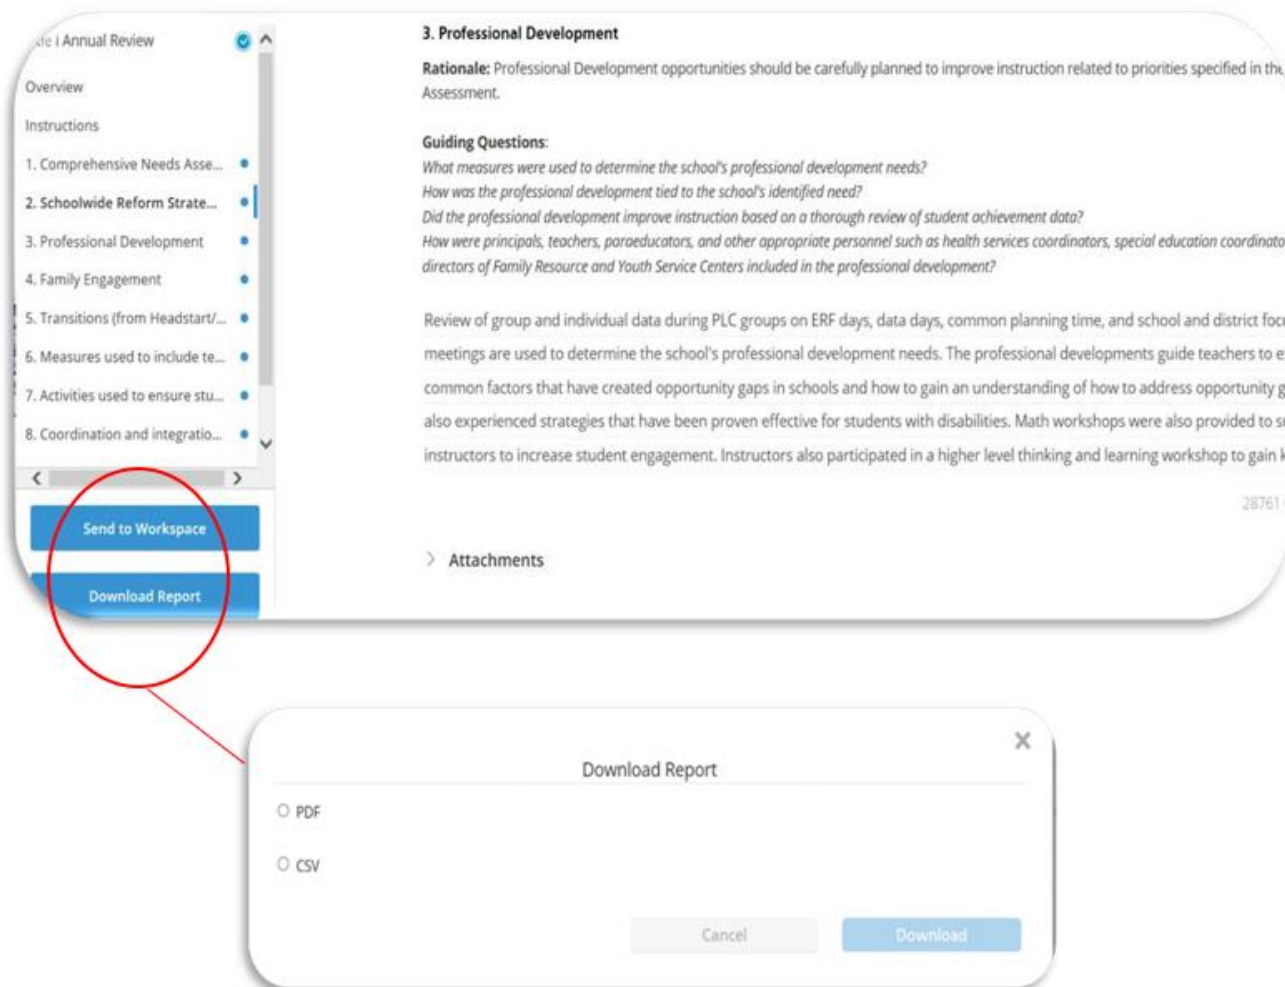 I Annual Review
Overview
Instructions
1. Comprehensive Needs Asse...
2. Schoolwide Reform Strate...
3. Professional Development
4. Family Engagement
5. Transitions (from Headstart/...
6. Measures used to include te...
7. Activities used to ensure stu...
8. Coordination and integratio...
Send to Workspace
Download Report
3. Professional Development
Rationale: Professional Development opportunities should be carefully planned to improve instruction related to priorities specified in the
Assessment.
Guiding Questions:
What measures were used to determine the school's professional development needs?
How was the professional development tied to the school's identified need?
Did the professional development improve instruction based on a thorough review of student achievement data?
How were principals, teachers, paraeducators, and other appropriate personnel such as health services coordinators, special education coordinato
directors of Family Resource and Youth Service Centers included in the professional development?
Review of group and individual data during PLC groups on ERF days, data days, common planning time, and school and district foc
meetings are used to determine the school's professional development needs. The professional developments guide teachers to e
common factors that have created opportunity gaps in schools and how to gain an understanding of how to address opportunity g
also experienced strategies that have been proven effective for students with disabilities. Math workshops were also provided to s
instructors to increase student engagement. Instructors also participated in a higher level thinking and learning workshop to gain k
28761
Attachments
Download Report
PDF
CSV
Cancel
Download